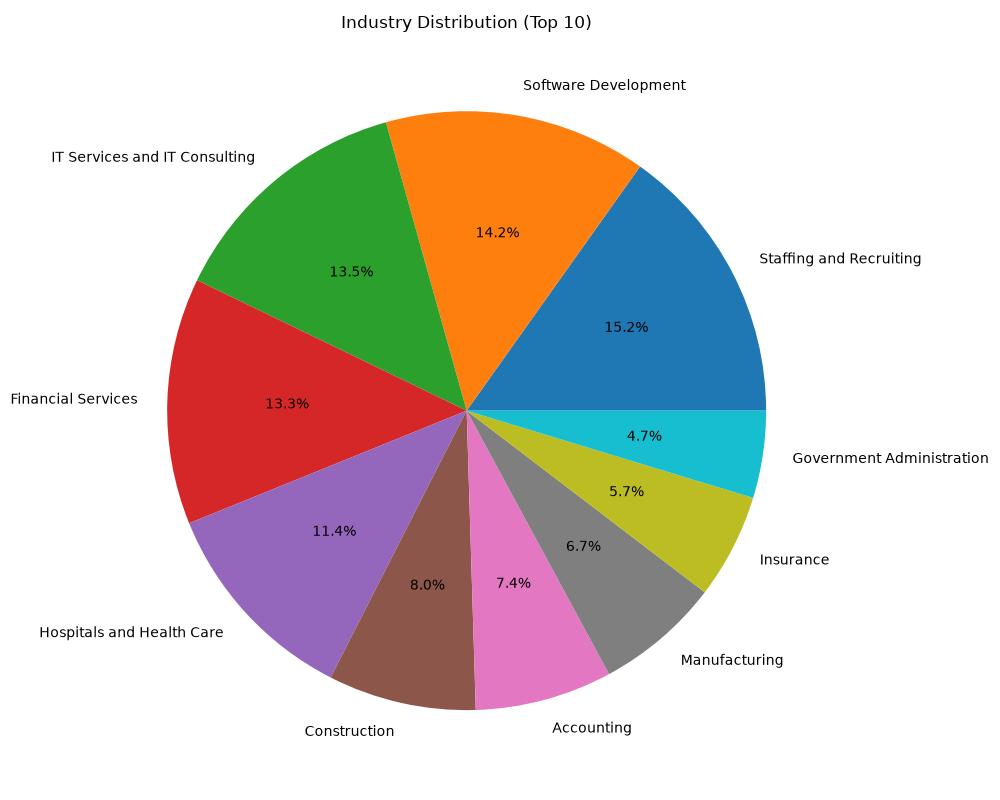 Industry Distribution (Top 10)
Software Development
IT Services and IT Consulting
14.2%
Staffing and Recruiting
13.5%
15.2%
Financial Services
13.3%
4.7%
Government Administration
5.7%
11.4%
6.7%
Insurance
8.0%
7.4%
Hospitals and Health Care
Manufacturing
Construction
Accounting